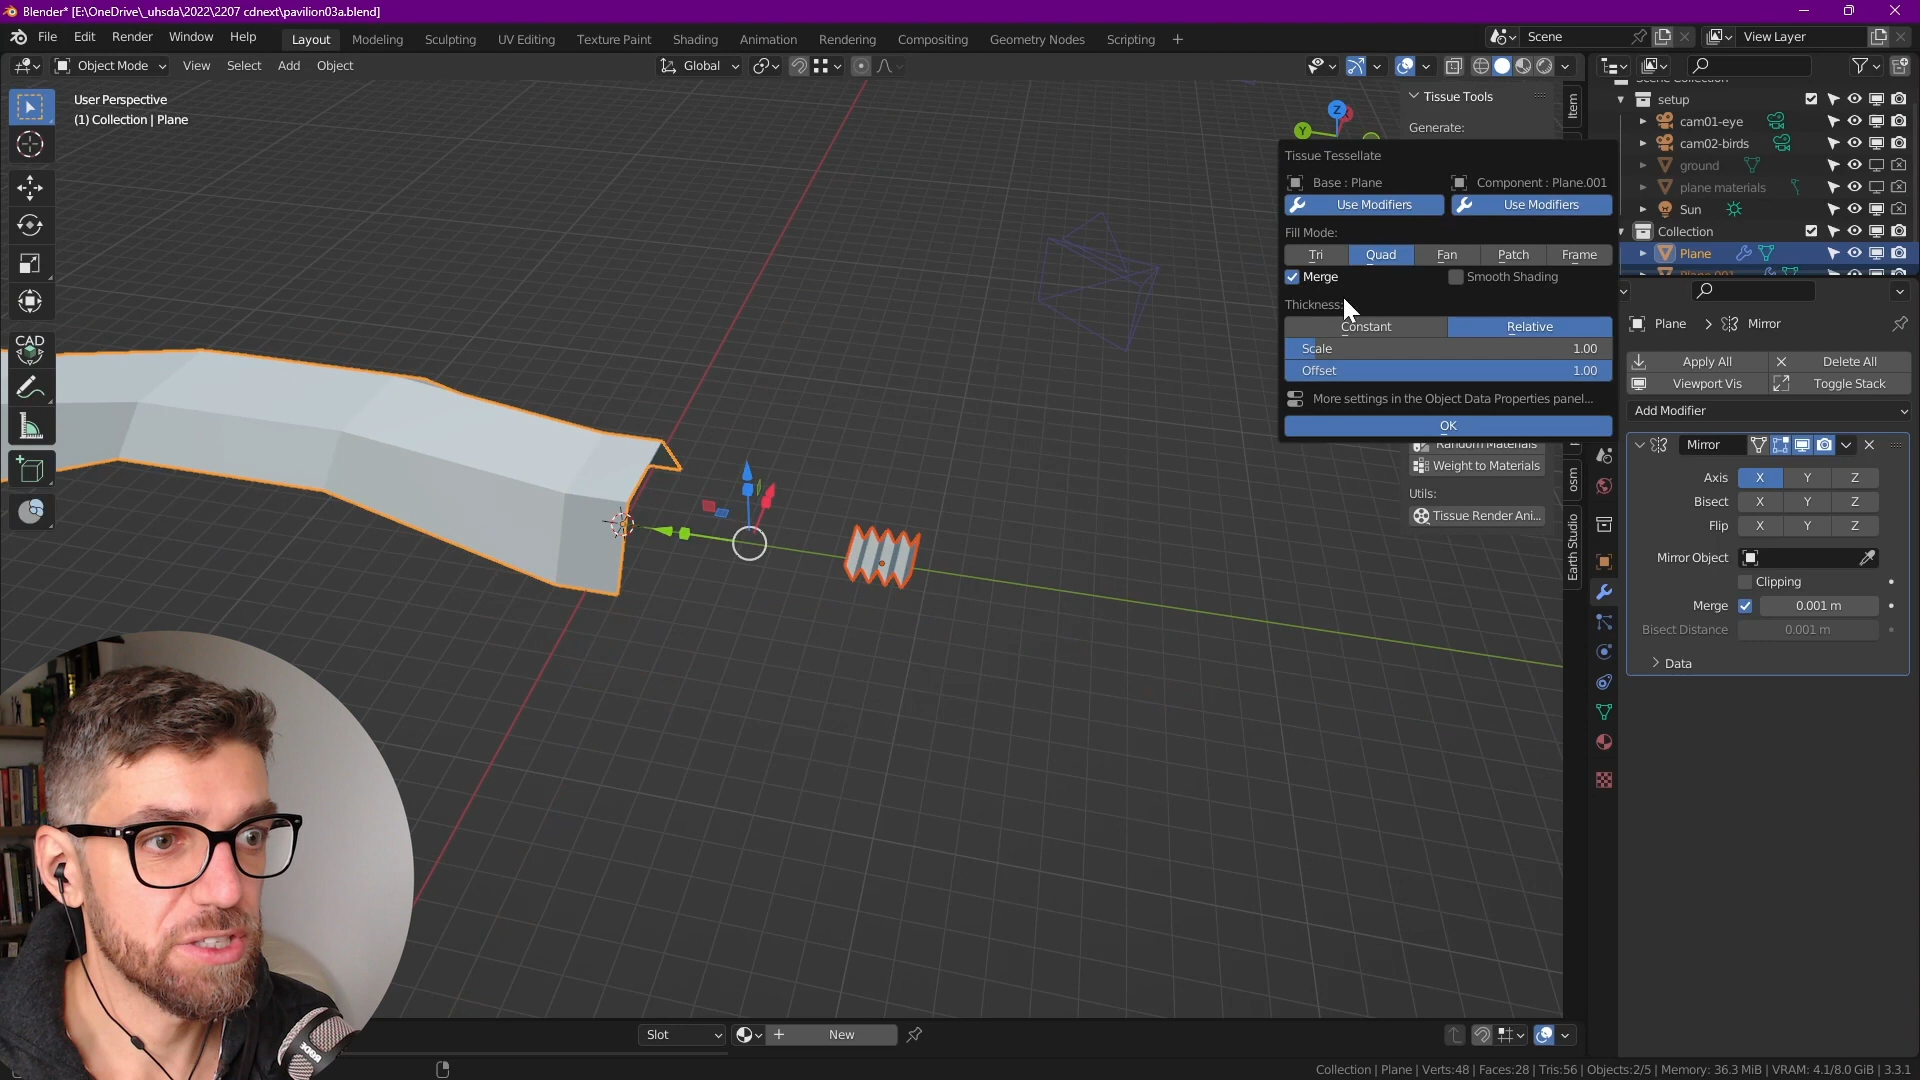 Blender* [E:\OneDrive\_uhsda\2022\2207 cdnext\pavilion03a.blend]
File Edit Render Window Help
Layout Modeling Sculpting UV Editing Texture Paint Shading Animation Rendering Compositing Geometry Nodes Scripting +
Scene
View Layer
Object Mode View Select Add Object
Global
User Perspective
(1) Collection | Plane
CAD
Tissue Tools
Generate:
Z
Y
Item
Tissue Tessellate
Base : Plane Component : Plane.001
Use Modifiers Use Modifiers
Fill Mode:
Tri Quad Fan Patch Frame
Merge Smooth Shading
Thickness:
Constant Relative
Scale 1.00
Offset 1.00
More settings in the Object Data Properties panel...
OK
Random Materials
Weight to Materials
Utils:
Tissue Render Ani...
osm
Earth Studio
Scene Collection
setup
cam01-eye
cam02-birds
ground
plane materials
Sun
Collection
Plane
Plane.001
Plane > Mirror
Apply All Delete All
Viewport Vis Toggle Stack
Add Modifier
Mirror
Axis X Y Z
Bisect X Y Z
Flip X Y Z
Mirror Object
Clipping
Merge 0.001 m
Bisect Distance 0.001 m
Data
Slot
New
RODE
Collection | Plane | Verts:48 | Faces:28 | Tris:56 | Objects:2/5 | Memory: 36.3 MiB | VRAM: 4.1/8.0 GiB | 3.3.1